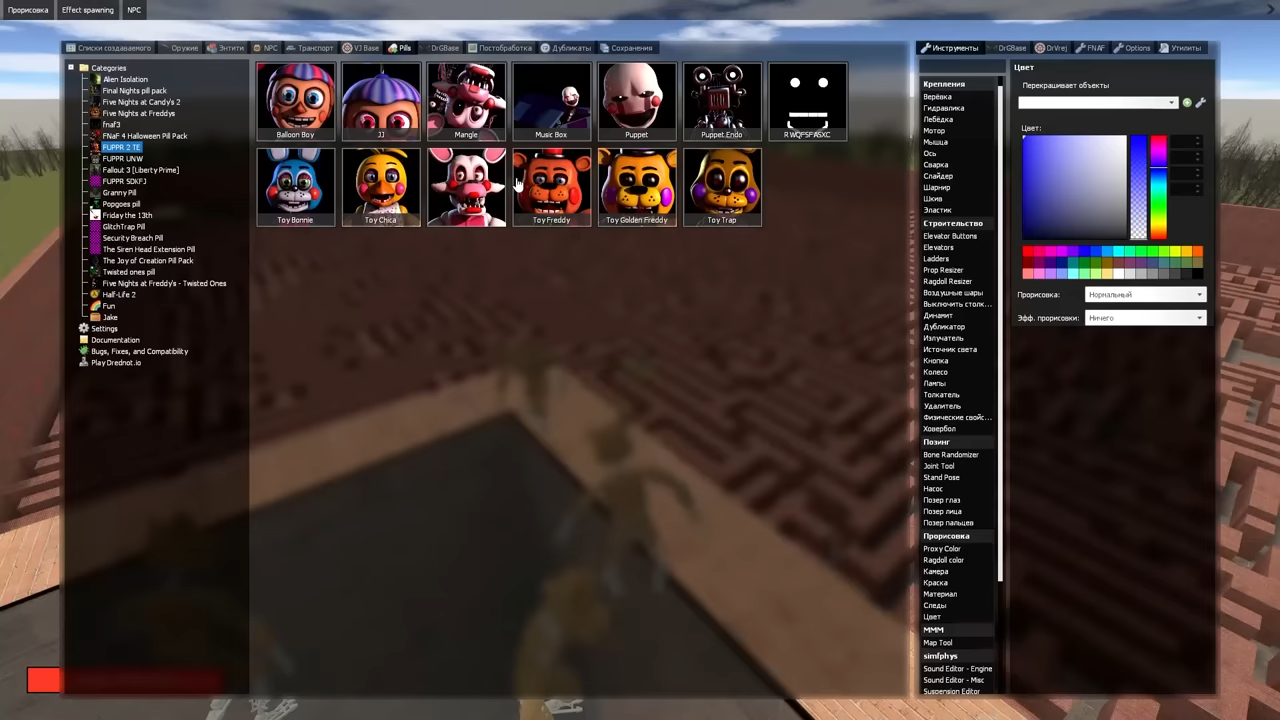 Прорисовка Effect spawning NPC
Списки создаваемого Оружие Энтити NPC Транспорт VJ Base Pills DrGBase Постобработка Дубликаты Сохранения
Categories
Alien Isolation
Final Nights pill pack
Five Nights at Candy's 2
Five Nights at Freddys
fnaf3
FNaF 4 Halloween Pill Pack
FUPPR 2 TE
FUPPR UNW
Fallout 3 [Liberty Prime]
FUPPR SDKFJ
Granny Pill
Popgoes pill
Friday the 13th
GlitchTrap Pill
Security Breach Pill
The Siren Head Extension Pill
The Joy of Creation Pill Pack
Twisted ones pill
Five Nights at Freddy's - Twisted Ones
Half-Life 2
Fun
Jake
Settings
Documentation
Bugs, Fixes, and Compatibility
Play Drednot.io
Balloon Boy JJ Mangle Music Box Puppet Puppet Endo
Toy Bonnie Toy Chica Toy Freddy Toy Golden Freddy Toy Trap
Инструменты DrGBase DrVrej FNAF Options Утилиты
Крепления
Верёвка
Гидравлика
Лебёдка
Мотор
Мышца
Ось
Сварка
Слайдер
Шарнир
Шкив
Эластик
Строительство
Elevator Buttons
Elevators
Ladders
Prop Resizer
Ragdoll Resizer
Воздушные шары
Выключить столк...
Динамит
Дубликатор
Излучатель
Источник света
Кнопка
Колесо
Лампы
Толкатель
Удалитель
Физические свойс...
Ховербол
Позинг
Bone Randomizer
Joint Tool
Stand Pose
Насос
Позер глаз
Позер лица
Позер пальцев
Прорисовка
Proxy Color
Ragdoll color
Камера
Краска
Материал
Следы
Цвет
MMM
Map Tool
simfphys
Sound Editor - Engine
Sound Editor - Misc
Suspension Editor
Цвет
Перекрашивает объекты
Цвет:
Прорисовка: Нормальный
Эфф. прорисовки: Ничего